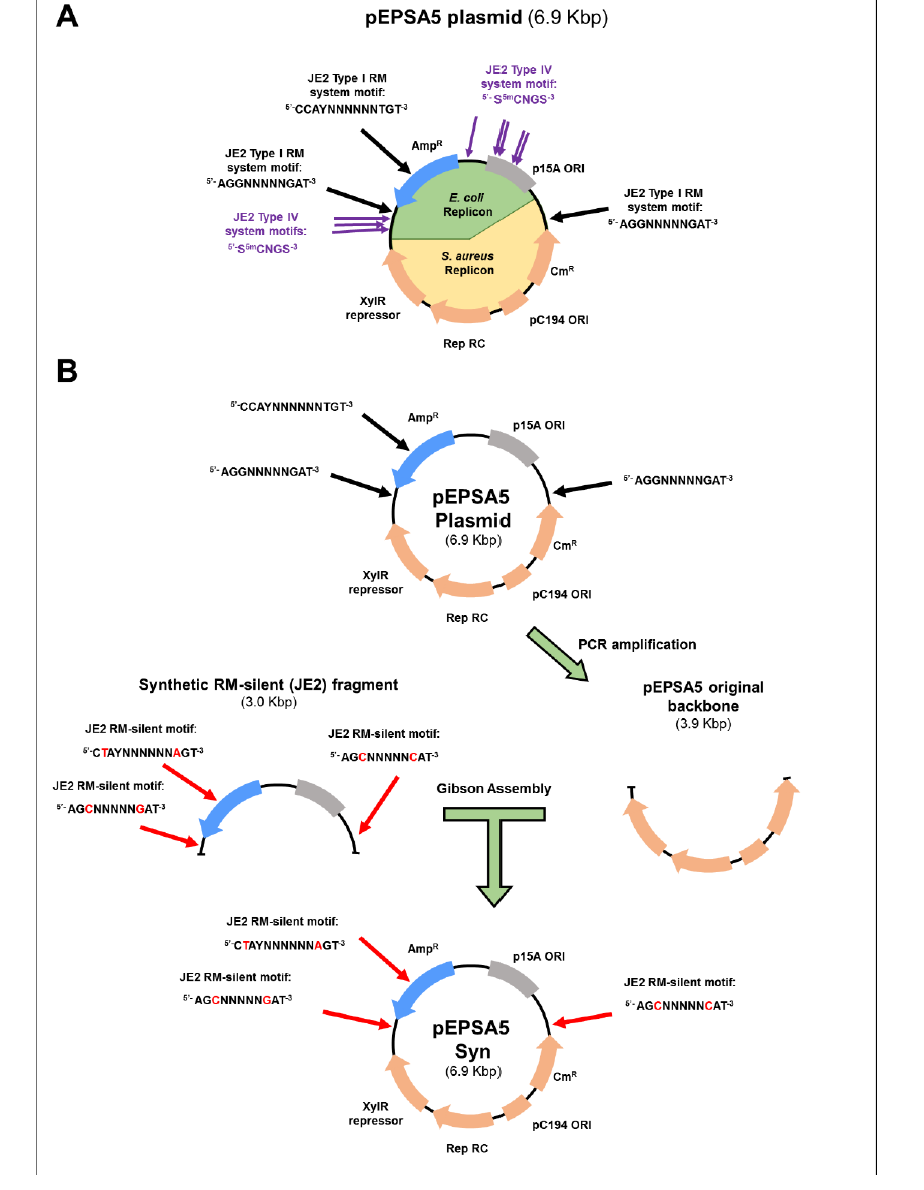 A
pEPSA5 plasmid (6.9 Kbp)
JE2 Type I RM
system motif:
5’-CCAYNNNNNNTGT-3
JE2 Type IV
system motif:
5’- S5mCNGS-3
AmpR
p15A ORI
JE2 Type I RM
system motif:
5’- AGGNNNNNGAT-3
JE2 Type IV
system motifs:
5’-S5mCNGS-3
JE2 Type I RM
system motif:
5’- AGGNNNNNGAT-3
E. coli
Replicon
S. aureus
Replicon
CmR
XylR
repressor
pC194 ORI
Rep RC
B
5’-CCAYNNNNNNTGT-3
AmpR
p15A ORI
5’- AGGNNNNNGAT-3
5’- AGGNNNNNGAT-3
pEPSA5
Plasmid
(6.9 Kbp)
CmR
XylR
repressor
pC194 ORI
Rep RC
PCR amplification
Synthetic RM-silent (JE2) fragment
(3.0 Kbp)
pEPSA5 original
backbone
(3.9 Kbp)
JE2 RM-silent motif:
5’-CTAYNNNNNNAGT-3
JE2 RM-silent motif:
5’- AGCNNNNNCAT-3
JE2 RM-silent motif:
5’- AGCNNNNNGAT-3
Gibson Assembly
JE2 RM-silent motif:
5’-CTAYNNNNNNAGT-3
AmpR
p15A ORI
JE2 RM-silent motif:
5’- AGCNNNNNGAT-3
JE2 RM-silent motif:
5’- AGCNNNNNCAT-3
pEPSA5
Syn
(6.9 Kbp)
CmR
XylR
repressor
pC194 ORI
Rep RC